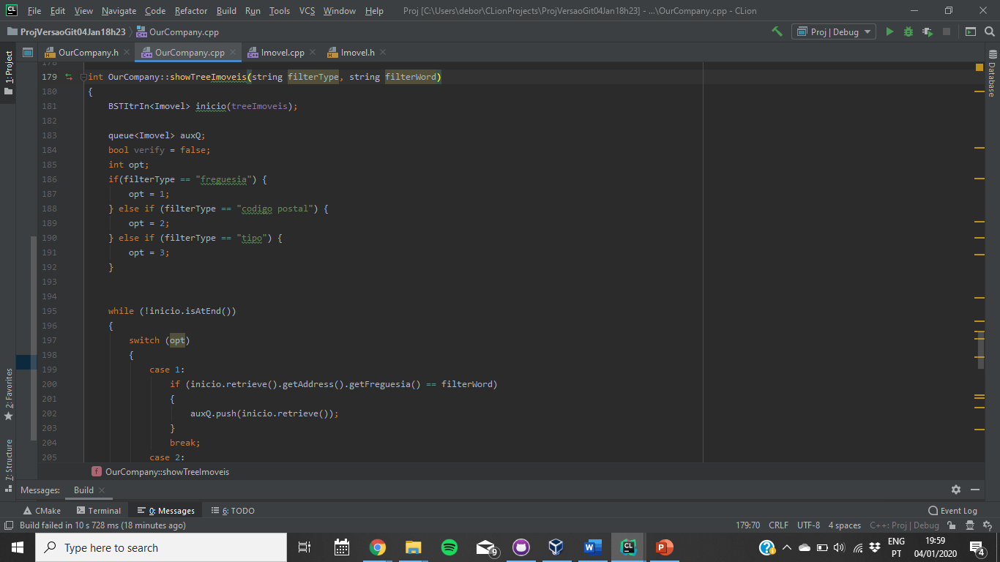 CL File Edit View Navigate Code Refactor Build Run Tools VCS Window Help Proj [C:\Users\debor\CLionProjects\ProjVersaoGit04Jan18h23] - ...\OurCompany.cpp - CLion
ProjVersaoGit04Jan18h23 OurCompany.cpp Proj | Debug
1: Project
OurCompany.h OurCompany.cpp Imovel.cpp Imovel.h
Database
178
179 int OurCompany::showTreeImoveis(string filterType, string filterWord)
180 {
181 BSTItrIn<Imovel> inicio(treeImoveis);
182
183 queue<Imovel> auxQ;
184 bool verify = false;
185 int opt;
186 if(filterType == "freguesia") {
187 opt = 1;
188 } else if (filterType == "codigo postal") {
189 opt = 2;
190 } else if (filterType == "tipo") {
191 opt = 3;
192 }
193
194
195 while (!inicio.isAtEnd())
196 {
197 switch (opt)
198 {
199 case 1:
200 if (inicio.retrieve().getAddress().getFreguesia() == filterWord)
201 {
202 auxQ.push(inicio.retrieve());
203 }
204 break;
205 case 2:
2: Favorites
7: Structure
f OurCompany::showTreeImoveis
Messages: Build
CMake Terminal 0: Messages 6: TODO Event Log
Build failed in 10 s 728 ms (18 minutes ago) 179:70 CRLF UTF-8 4 spaces C++: Proj | Debug
Type here to search 9 W CL P ? ENG 19:59
PT 04/01/2020 4